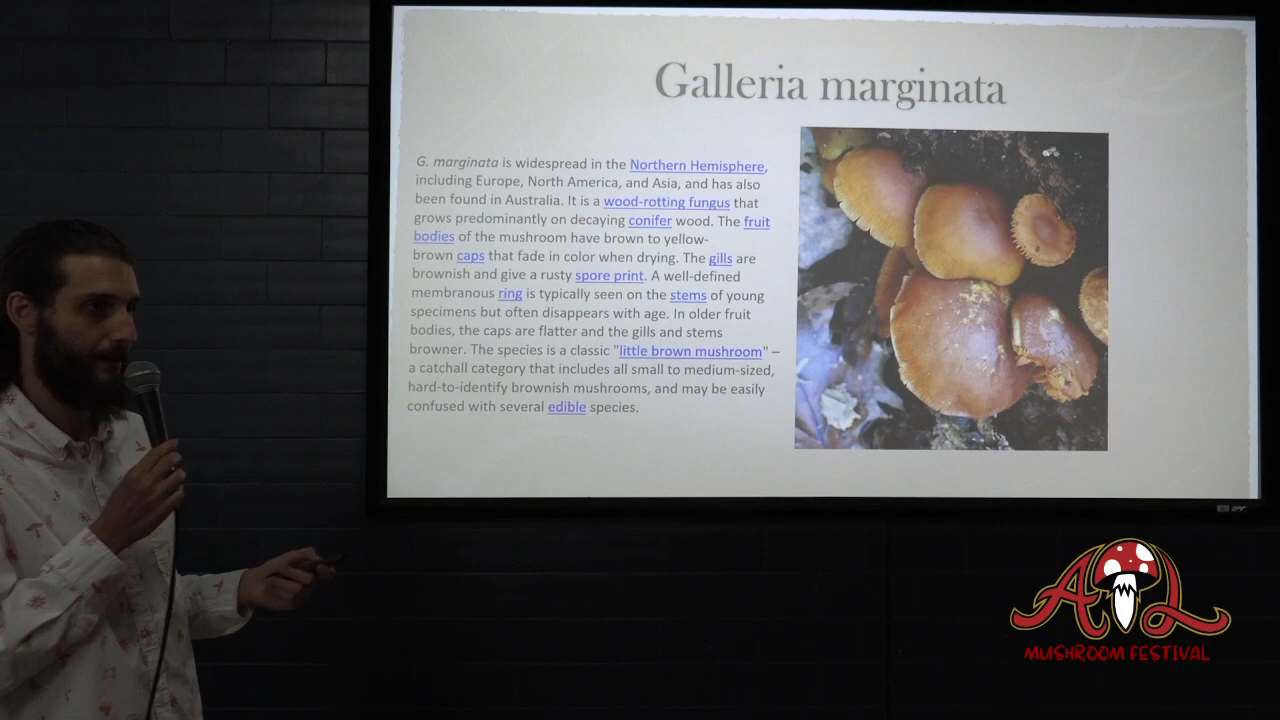 Galleria marginata
G. marginata is widespread in the Northern Hemisphere,
including Europe, North America, and Asia, and has also
been found in Australia. It is a wood-rotting fungus that
grows predominantly on decaying conifer wood. The fruit
bodies of the mushroom have brown to yellow-
brown caps that fade in color when drying. The gills are
brownish and give a rusty spore print. A well-defined
membranous ring is typically seen on the stems of young
specimens but often disappears with age. In older fruit
bodies, the caps are flatter and the gills and stems
browner. The species is a classic "little brown mushroom" –
a catchall category that includes all small to medium-sized,
hard-to-identify brownish mushrooms, and may be easily
confused with several edible species.
ATL
MUSHROOM FESTIVAL